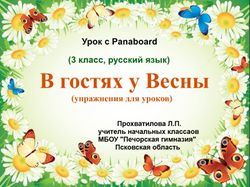 Урок с Panaboard
(3 класс, русский язык)
В гостях у Весны
(упражнения для уроков)
Прохватилова Л.П.
учитель начальных классаов
МБОУ "Печорская гимназия"
Псковская область